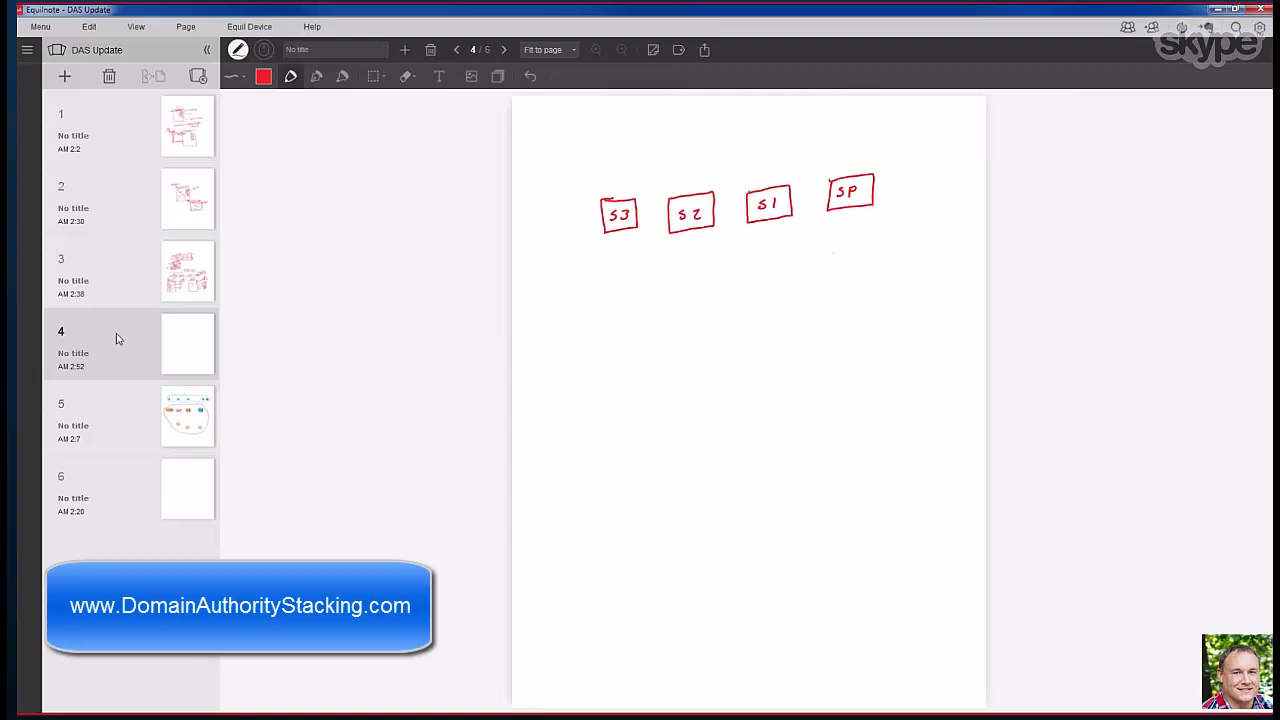 Equilnote - DAS Update
Menu Edit View Page Equil Device Help
DAS Update
No title
4 / 6
Fit to page
skype
T
1
No title
AM 2:2
2
No title
AM 2:30
3
No title
AM 2:38
4
No title
AM 2:52
5
No title
AM 2:7
6
No title
AM 2:20
S3 S2 S1 SP
www.DomainAuthorityStacking.com